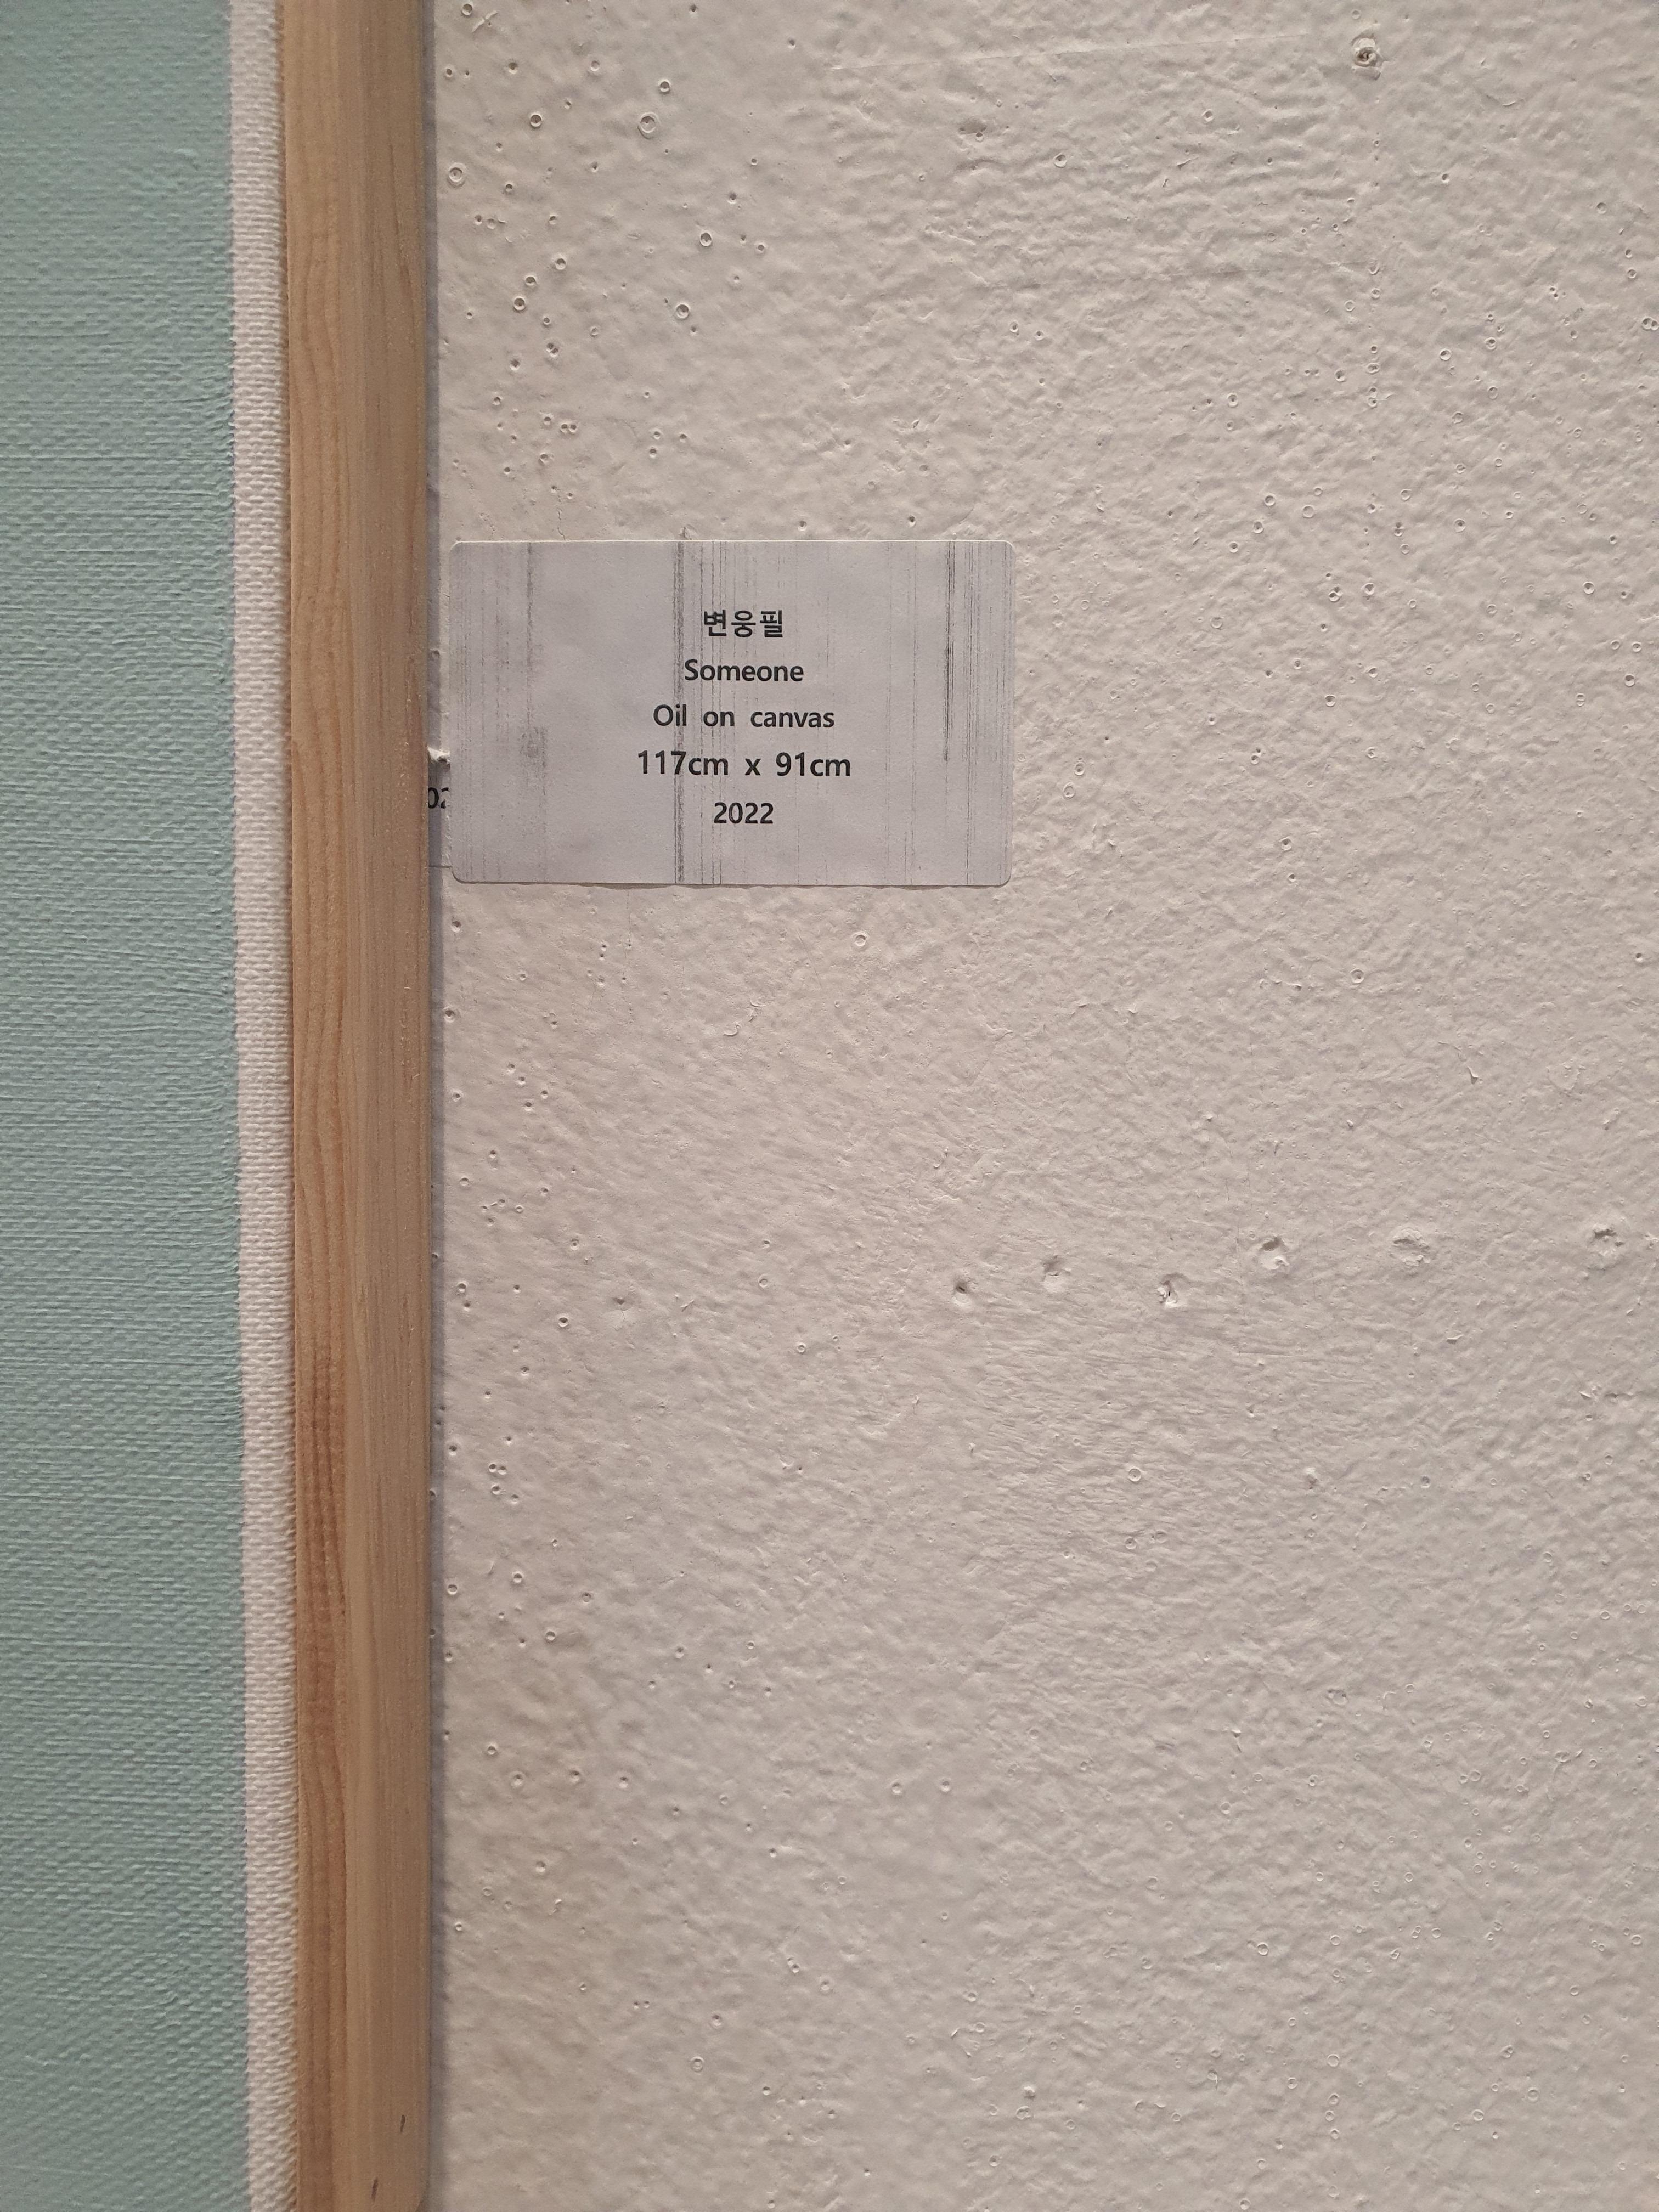 변웅필
Someone
Oil on canvas
117cm x 91cm
2022